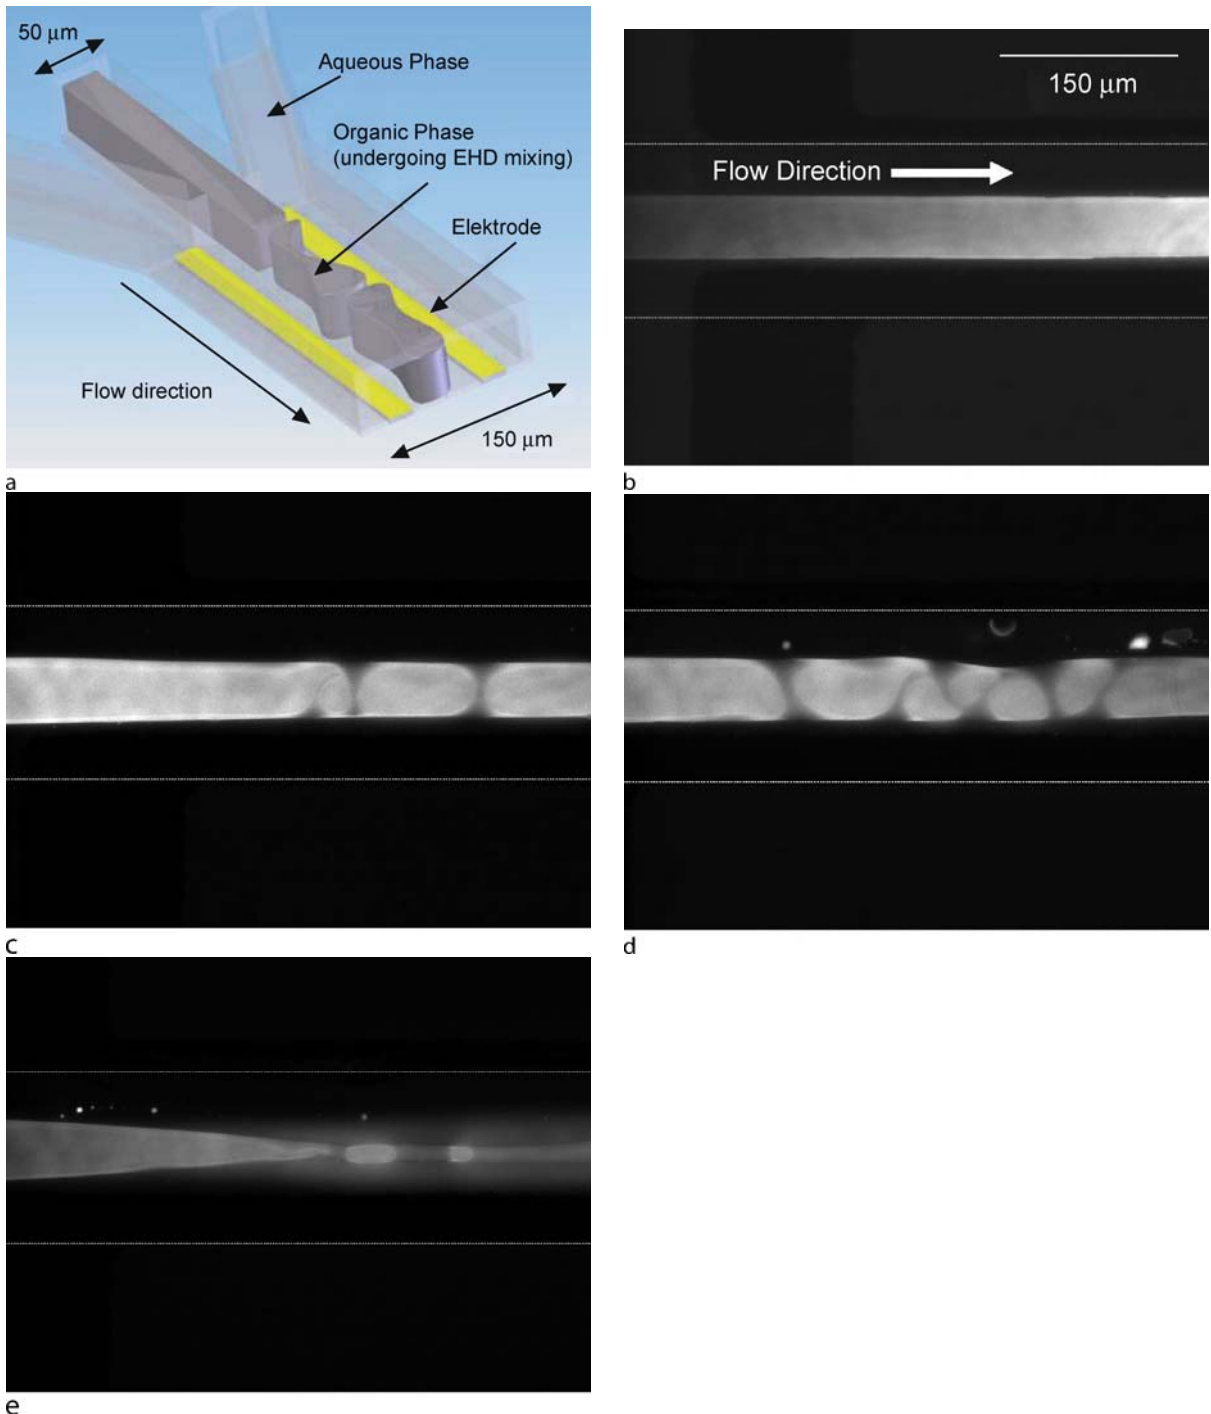 50 μm
Aqueous Phase
Organic Phase
(undergoing EHD mixing)
Elektrode
Flow direction
150 μm
a
150 μm
Flow Direction
b
c
d
e